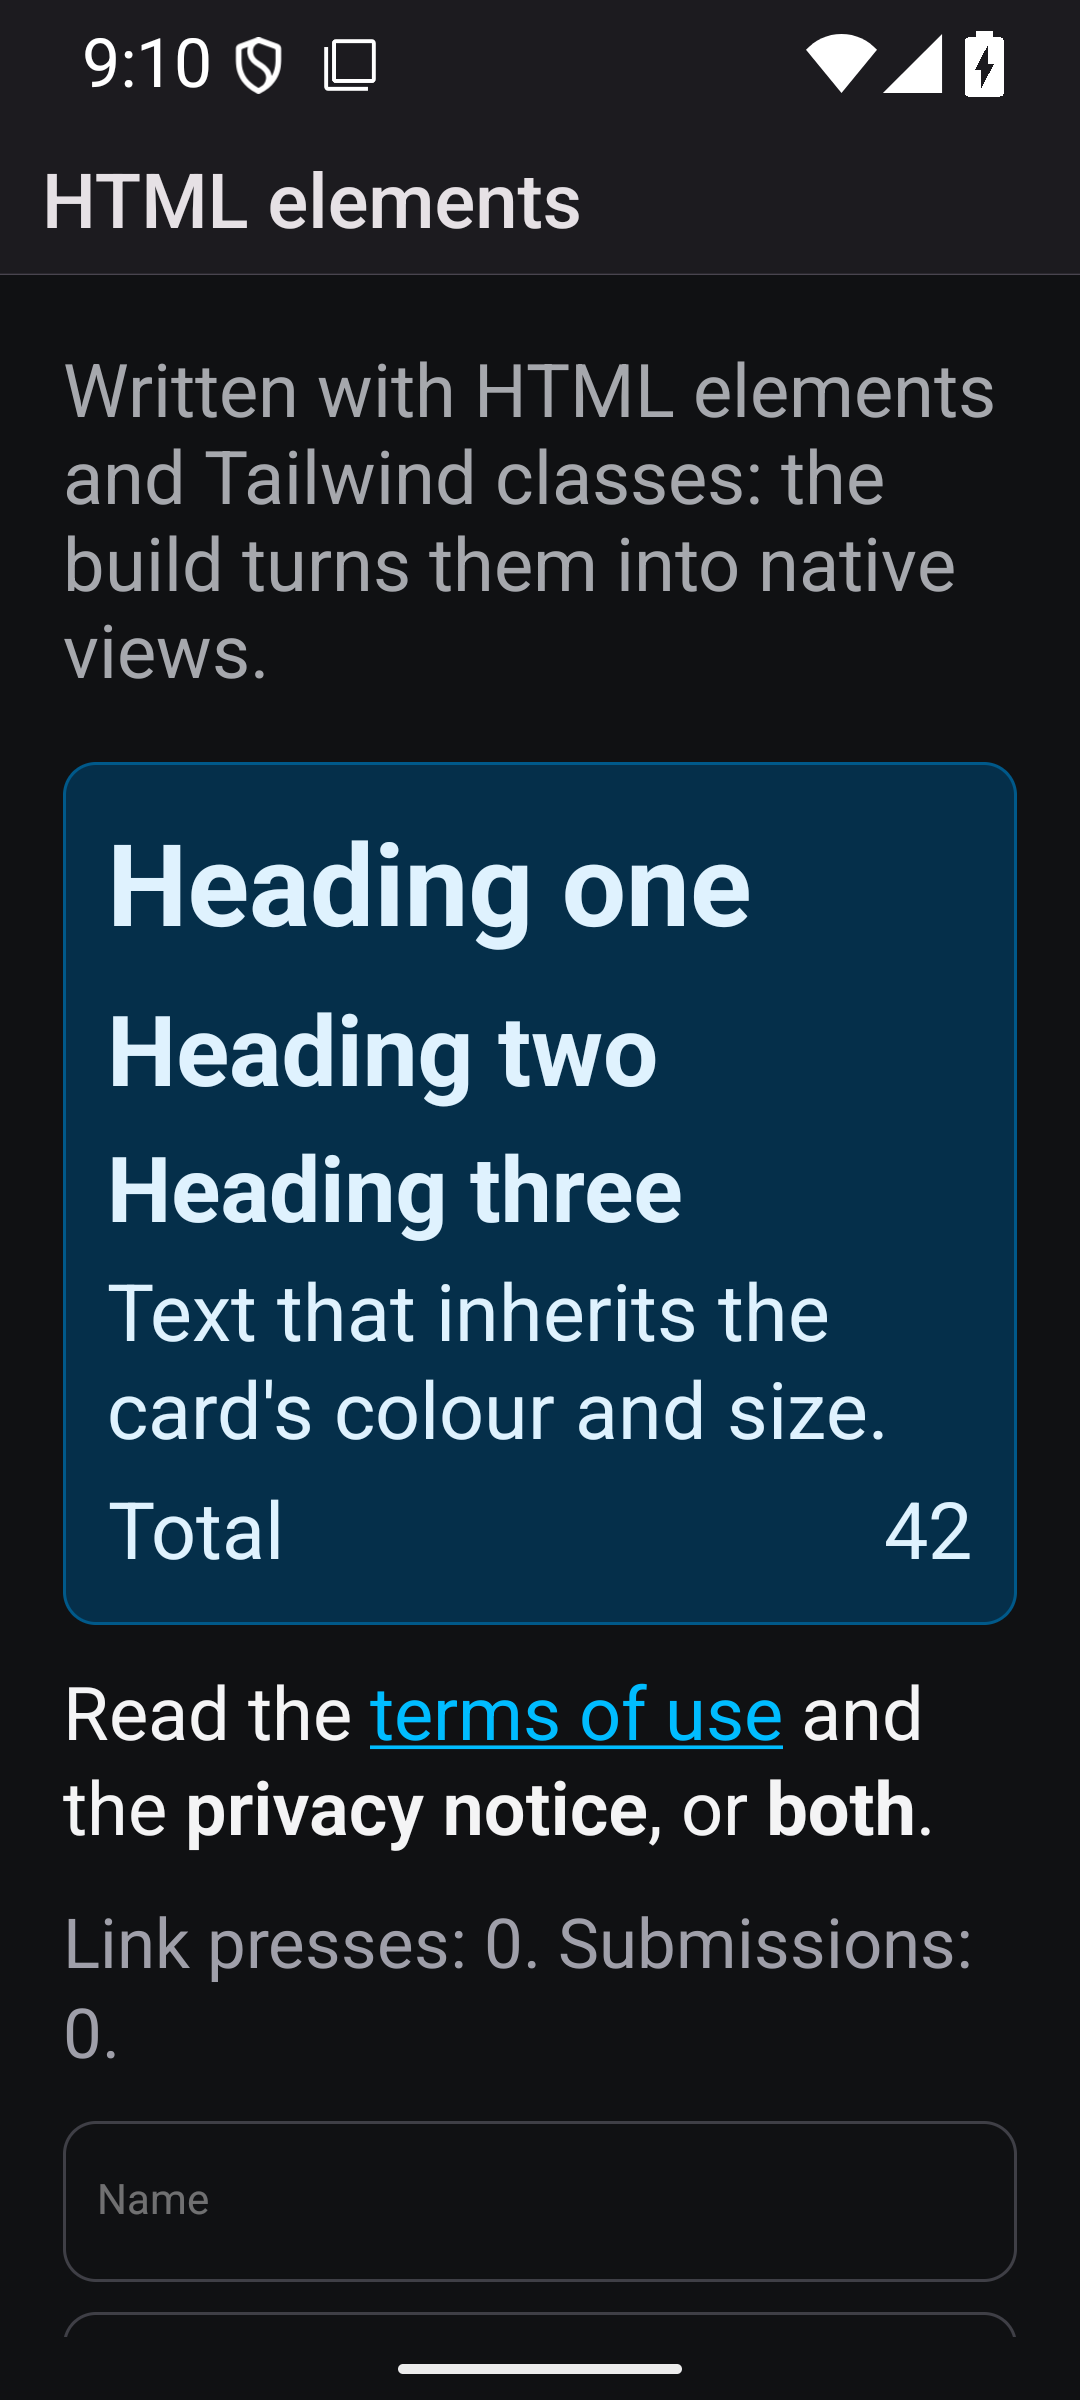 9:10
HTML elements
Written with HTML elements
and Tailwind classes: the
build turns them into native
views.
Heading one
Heading two
Heading three
Text that inherits the
card's colour and size.
Total 42
Read the terms of use and
the privacy notice, or both.
Link presses: 0. Submissions:
0.
Name